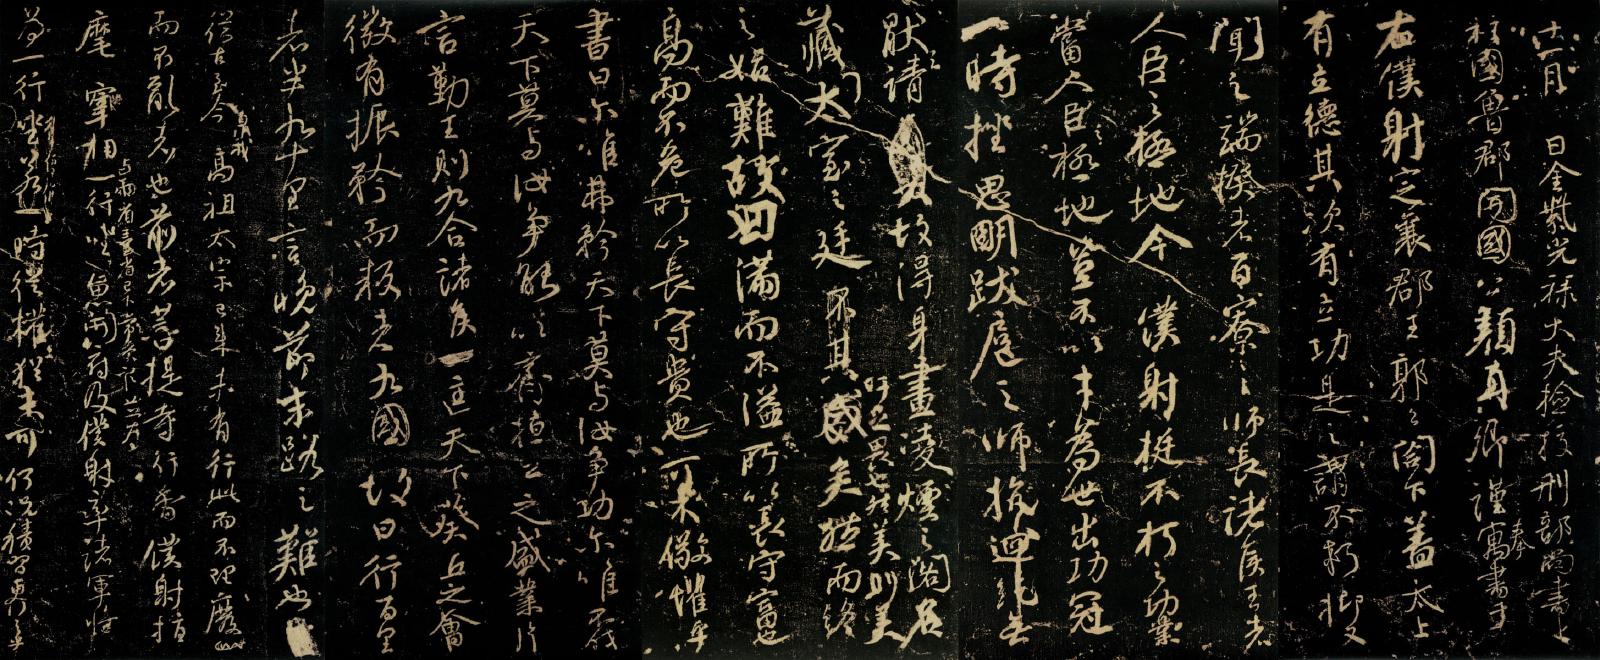 十一月 日金紫光祿大夫檢校刑部尚書上
柱國魯郡開國公顏真卿謹奉寓書于
右僕射定襄郡王郭公閤下蓋太上
有立德其次有立功是之謂不朽抑又
聞之端揆者百寮之師長諸侯王者
人臣之極地今 僕射挺不朽之功業
當人臣極地豈不以才為世出功冠
一時挫思明跋扈之師抗迴紇無
猒之請 故得身畫淩煙之閣名
藏太室之廷 其盛矣 吁足畏也 然美則美 然而終
之始難故曰滿而不溢所以長守富也
高而不危所以長守貴也可不儆懼乎
書曰尒唯弗矜天下莫與汝爭功尒唯不伐
天下莫與汝爭能以齊桓公之盛業片
言勤王則九合諸侯一匡天下葵丘之會
微有振矜而叛者九國故曰行百里
者半九十里言晚節末路之難也
從古至今暨我高祖太宗已來未有行此而不理廢
而不亂者也前者菩提寺行香僕射指
麾宰相與兩省臺省已下常參官並為一行坐魚開府及僕射率諸軍將
為一行坐若一時從權猶未可何況積習更行之乎